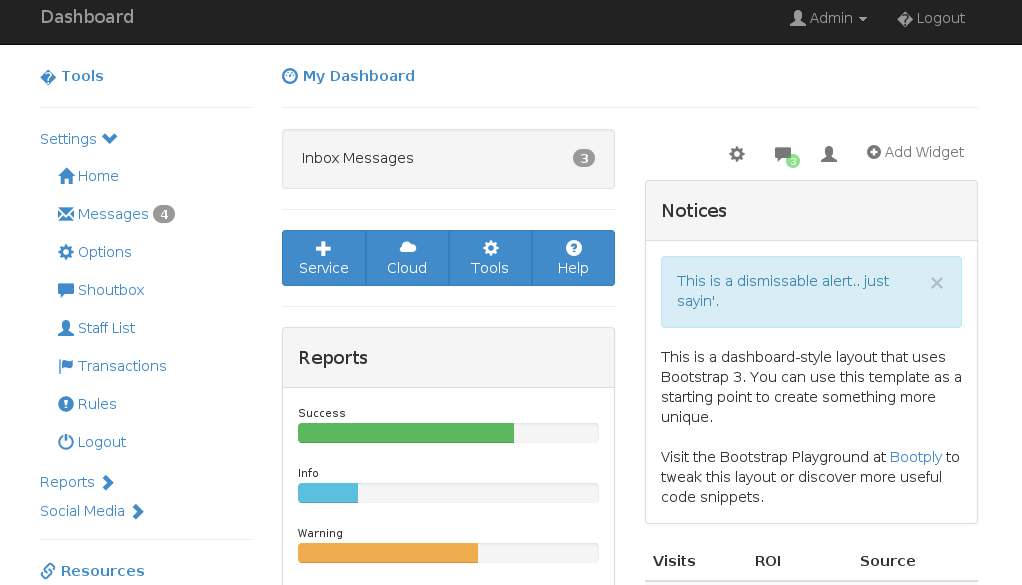 Dashboard
Admin
Logout
Tools
Settings
Home
Messages 4
Options
Shoutbox
Staff List
Transactions
Rules
Logout
Reports
Social Media
Resources
My Dashboard
Inbox Messages 3
Service Cloud Tools Help
Reports
Success
Info
Warning
3
Add Widget
Notices
This is a dismissable alert.. just
sayin'.
×
This is a dashboard-style layout that uses
Bootstrap 3. You can use this template as a
starting point to create something more
unique.
Visit the Bootstrap Playground at Bootply to
tweak this layout or discover more useful
code snippets.
Visits ROI Source